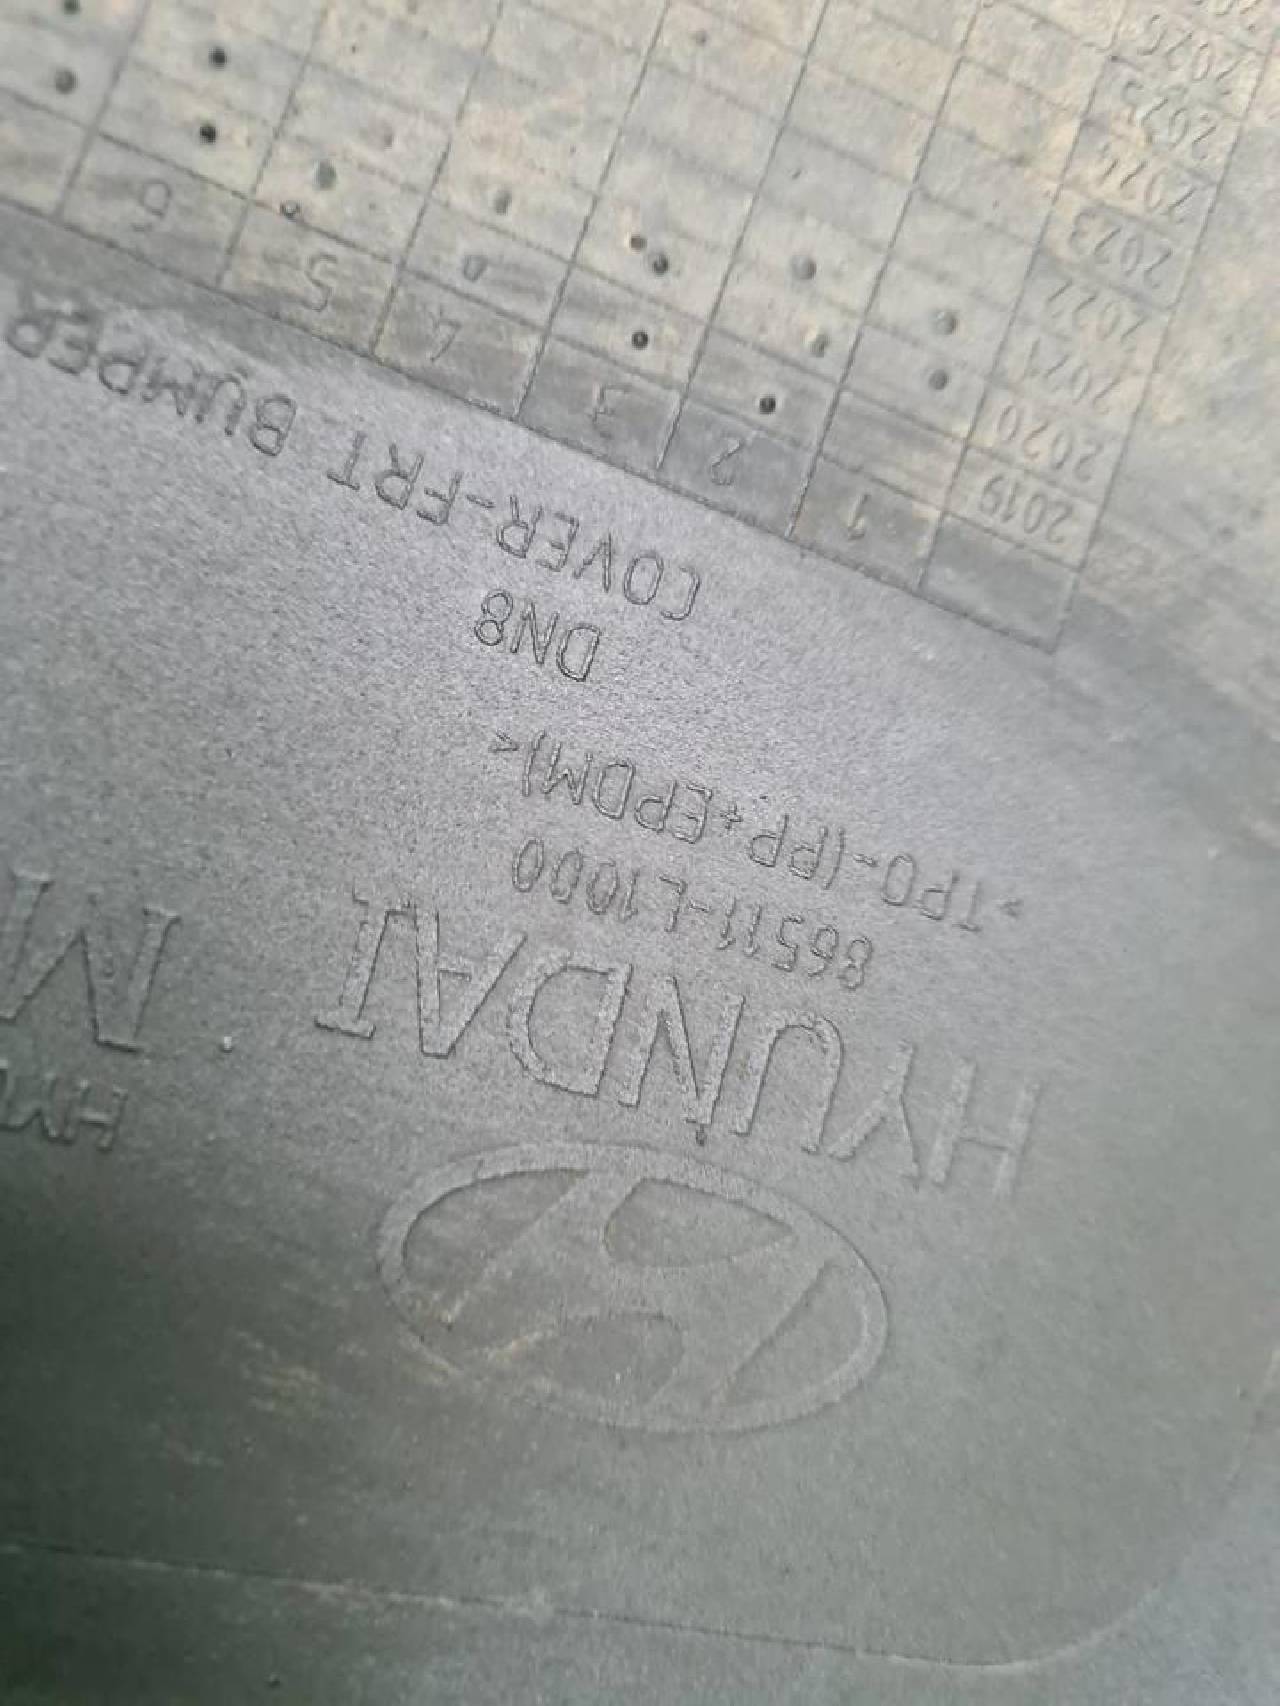 HYUNDAI M
86511-L1000
>TPO-(PP+EPDM)<
DN8
COVER-FRT BUMPER
1 2 3 4 5 6
2019
2020
2021
2022
2023
2024
2025
2026